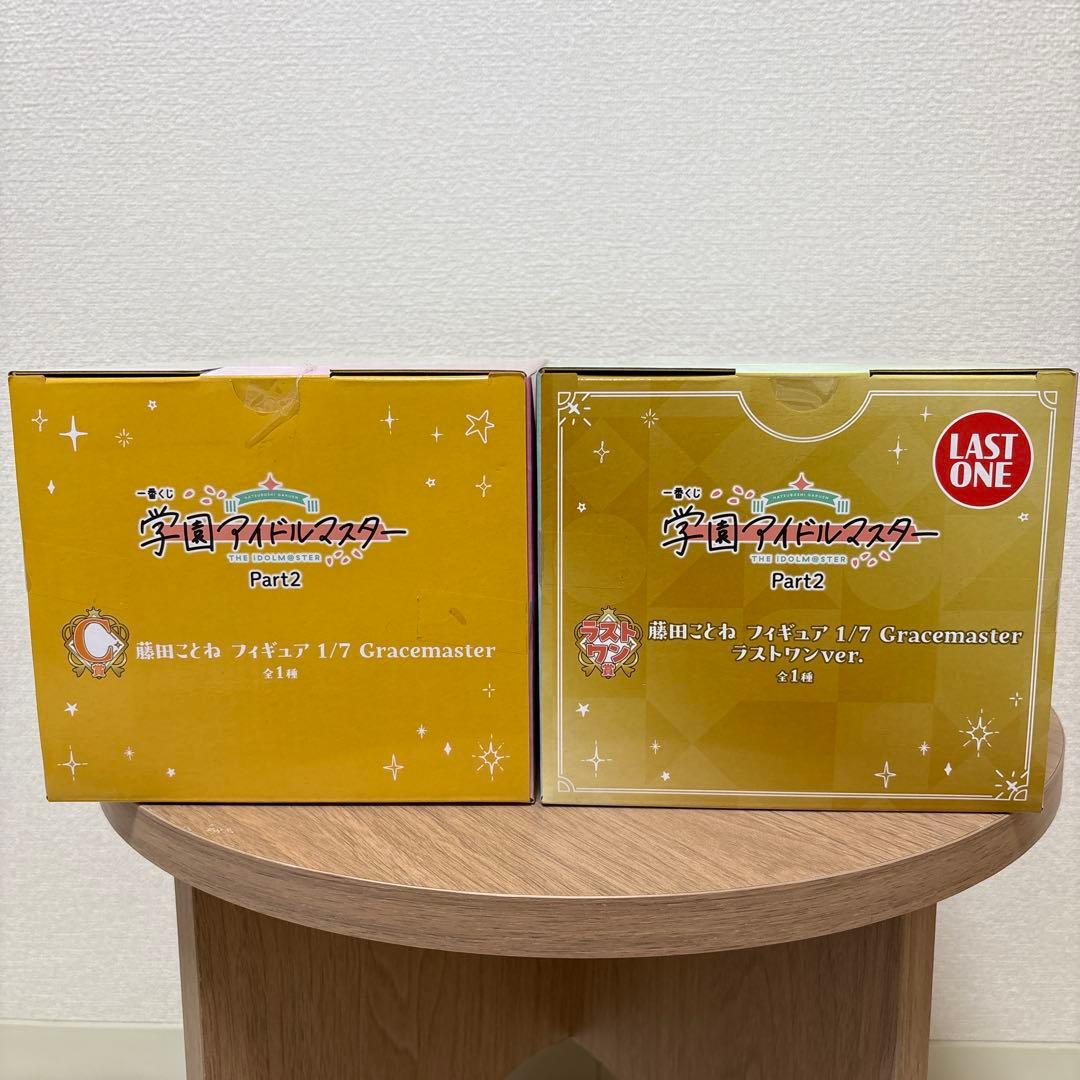 一番くじ
HATSUBOSHI GAKUEN
学園アイドルマスター
THE iDOLM@STER
Part2
C賞
藤田ことね フィギュア 1/7 Gracemaster
全1種
LAST
ONE
一番くじ
HATSUBOSHI GAKUEN
学園アイドルマスター
THE iDOLM@STER
Part2
ラスト
ワン
賞
藤田ことね フィギュア 1/7 Gracemaster
ラストワンver.
全1種